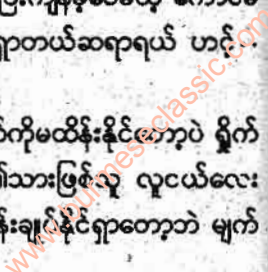 ရှာတယ်ဆရာရယ် ဟင့်..
်ကိုမထိန်းနိုင်တော့ပဲ ရှိုက်
ါသားဖြစ်သူ လူငယ်လေး
န်းချုပ်နိုင်ရှာတော့ဘဲ မျက်
www.burmeseclassic.com